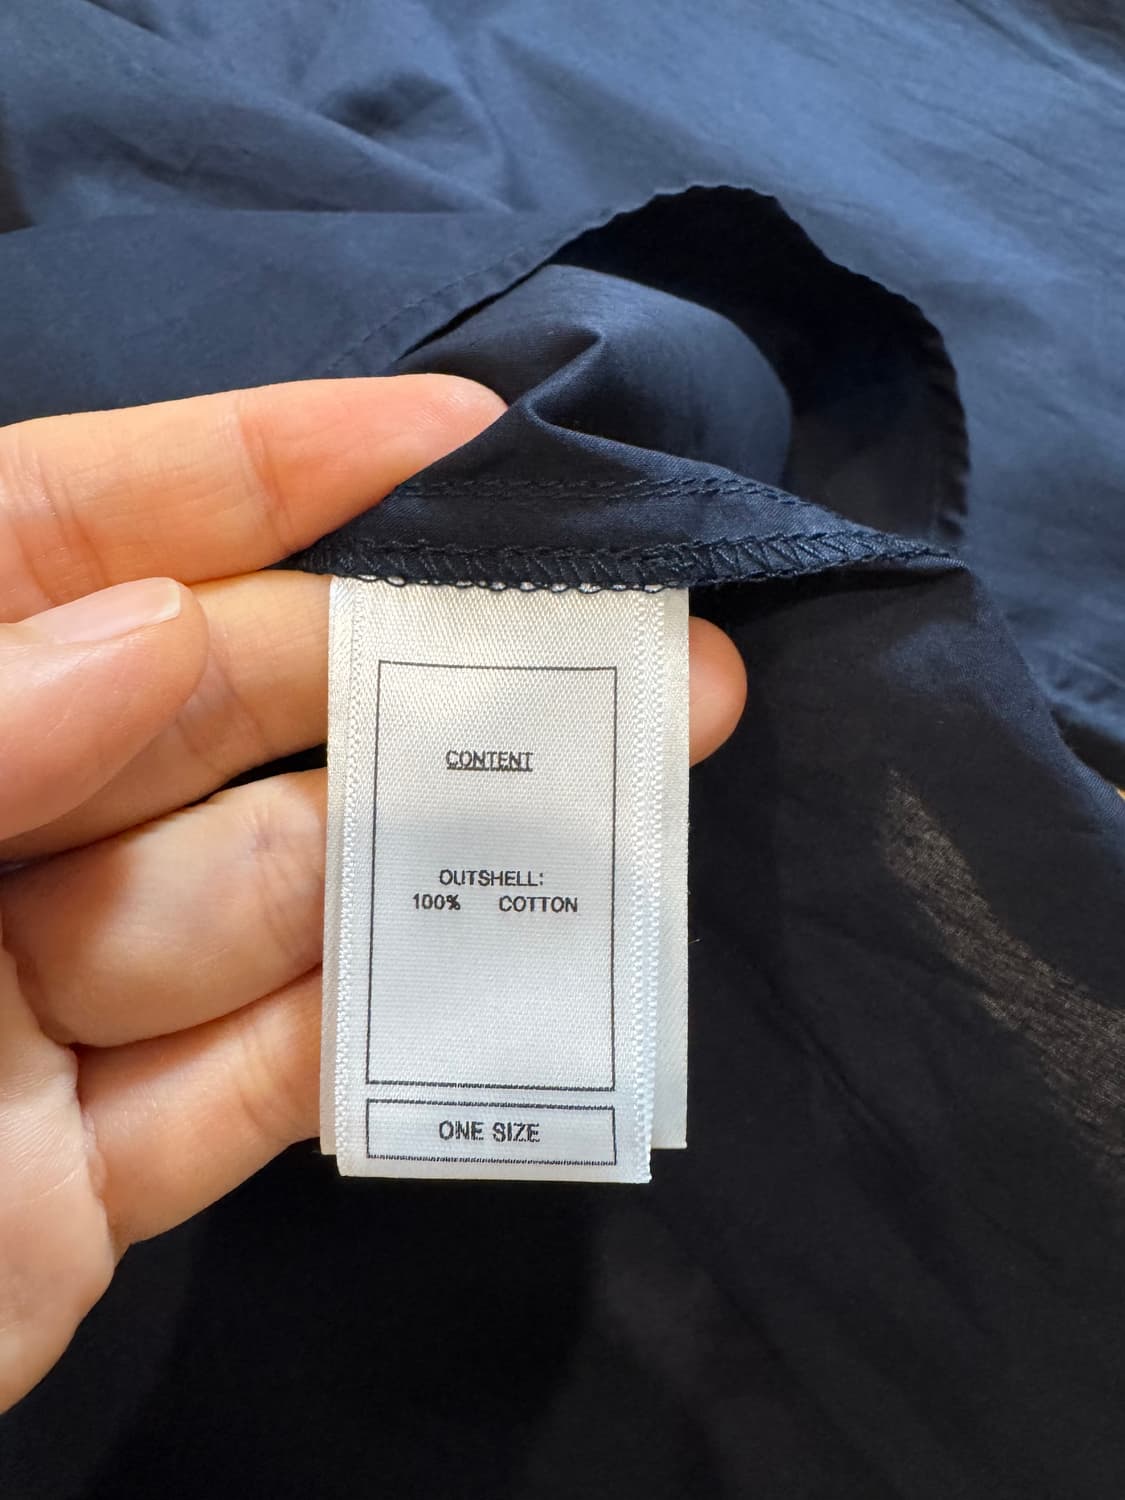 CONTENT
OUTSHELL:
100% COTTON
ONE SIZE